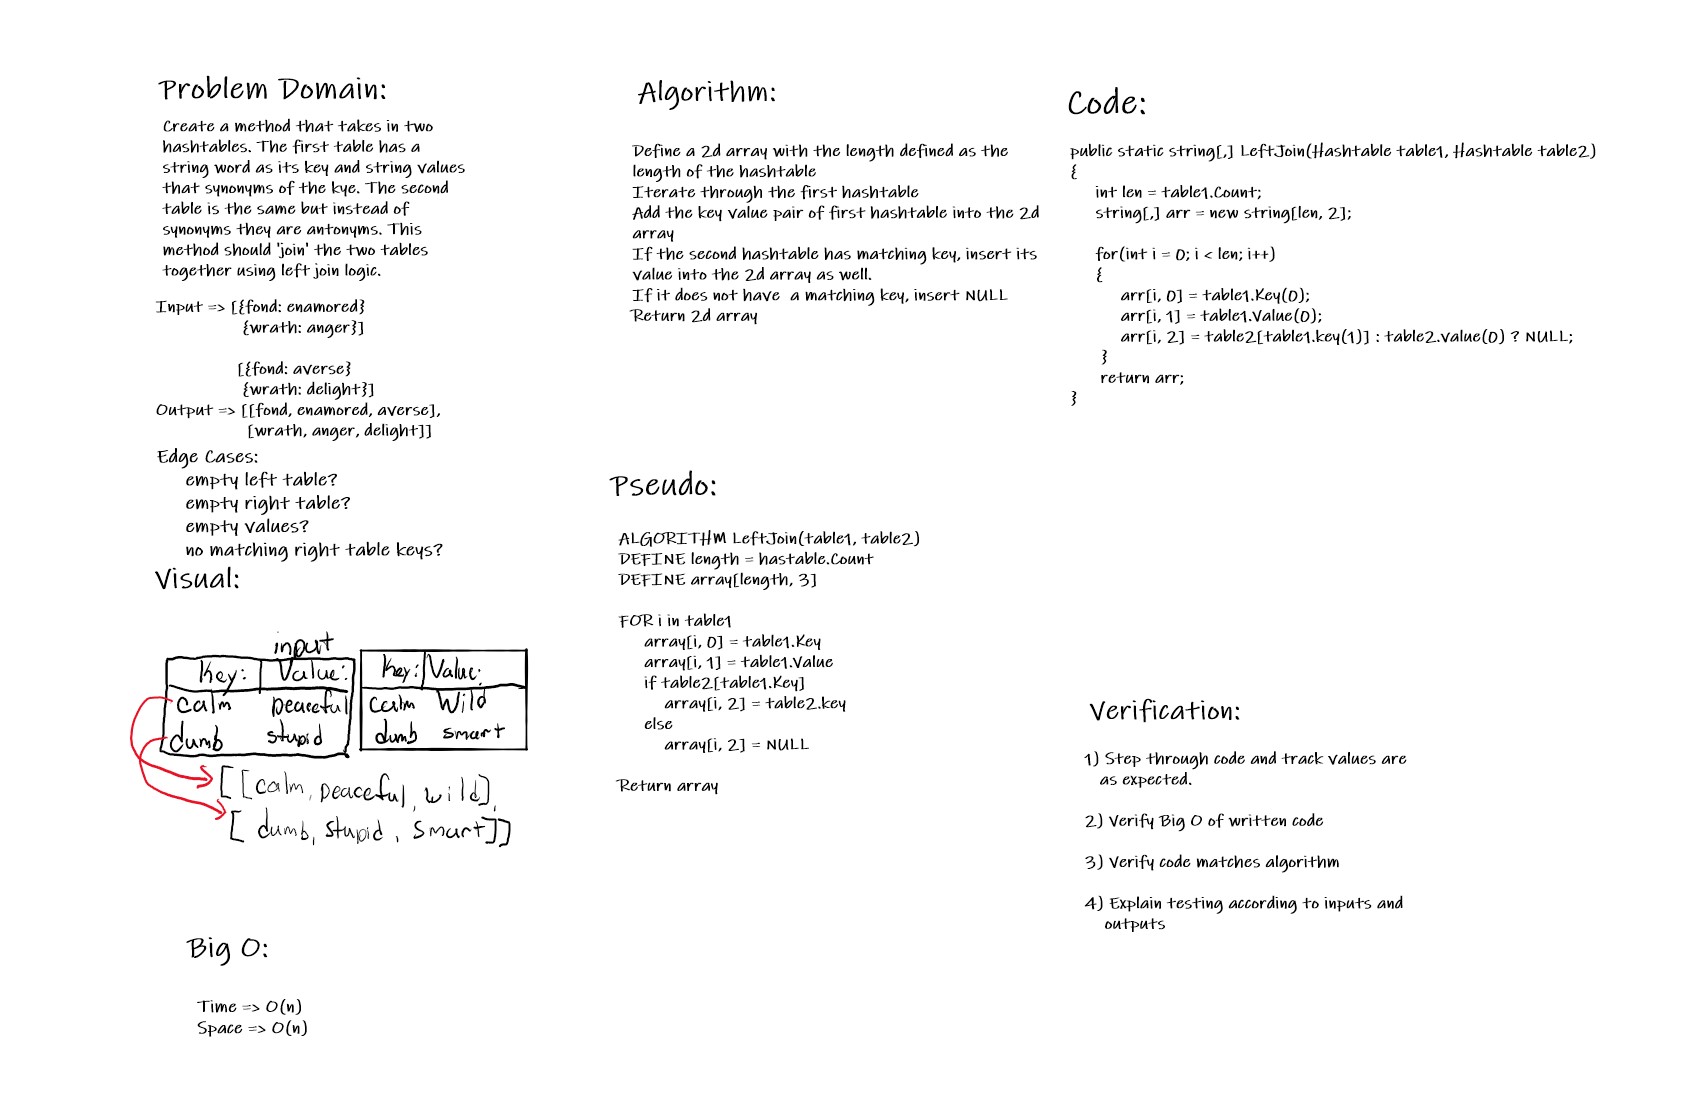 Problem Domain:
Create a method that takes in two
hashtables. The first table has a
string word as its key and string values
that synonyms of the kye. The second
table is the same but instead of
synonyms they are antonyms. This
method should 'join' the two tables
together using left join logic.
Input => [{fond: enamored}
{wrath: anger}]
[{fond: averse}
{wrath: delight}]
Output => [[fond, enamored, averse],
[wrath, anger, delight]]
Edge Cases:
empty left table?
empty right table?
empty values?
no matching right table keys?
Visual:
input
Key: Value: Key: Value:
calm peaceful calm Wild
dumb stupid dumb smart
[[calm, peaceful, wild],
[dumb, stupid, smart]]
Big O:
Time => O(n)
Space => O(n)
Algorithm:
Define a 2d array with the length defined as the
length of the hashtable
Iterate through the first hashtable
Add the key value pair of first hashtable into the 2d
array
If the second hashtable has matching key, insert its
value into the 2d array as well.
If it does not have a matching key, insert NULL
Return 2d array
Pseudo:
ALGORITHM LeftJoin(table1, table2)
DEFINE length = hastable.Count
DEFINE array[length, 3]
FOR i in table1
array[i, 0] = table1.Key
array[i, 1] = table1.Value
if table2[table1.Key]
array[i, 2] = table2.key
else
array[i, 2] = NULL
Return array
Code:
public static string[,] LeftJoin(Hashtable table1, Hashtable table2)
{
int len = table1.Count;
string[,] arr = new string[len, 2];
for(int i = 0; i < len; i++)
{
arr[i, 0] = table1.Key(0);
arr[i, 1] = table1.Value(0);
arr[i, 2] = table2[table1.key(1)] : table2.value(0) ? NULL;
}
return arr;
}
Verification:
1) Step through code and track values are
as expected.
2) Verify Big O of written code
3) Verify code matches algorithm
4) Explain testing according to inputs and
outputs